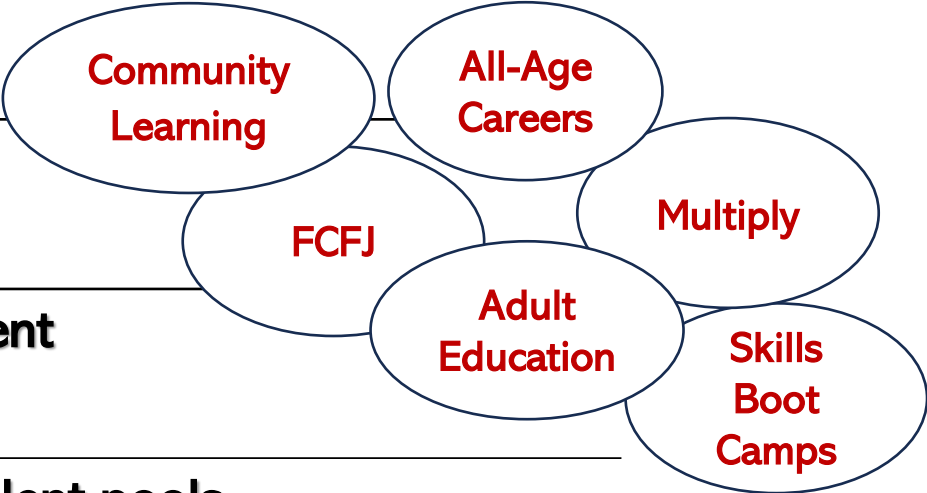 Community
Learning
All-Age
Careers
Multiply
FCFJ
Adult
Education
ent
Skills
Boot
Camps